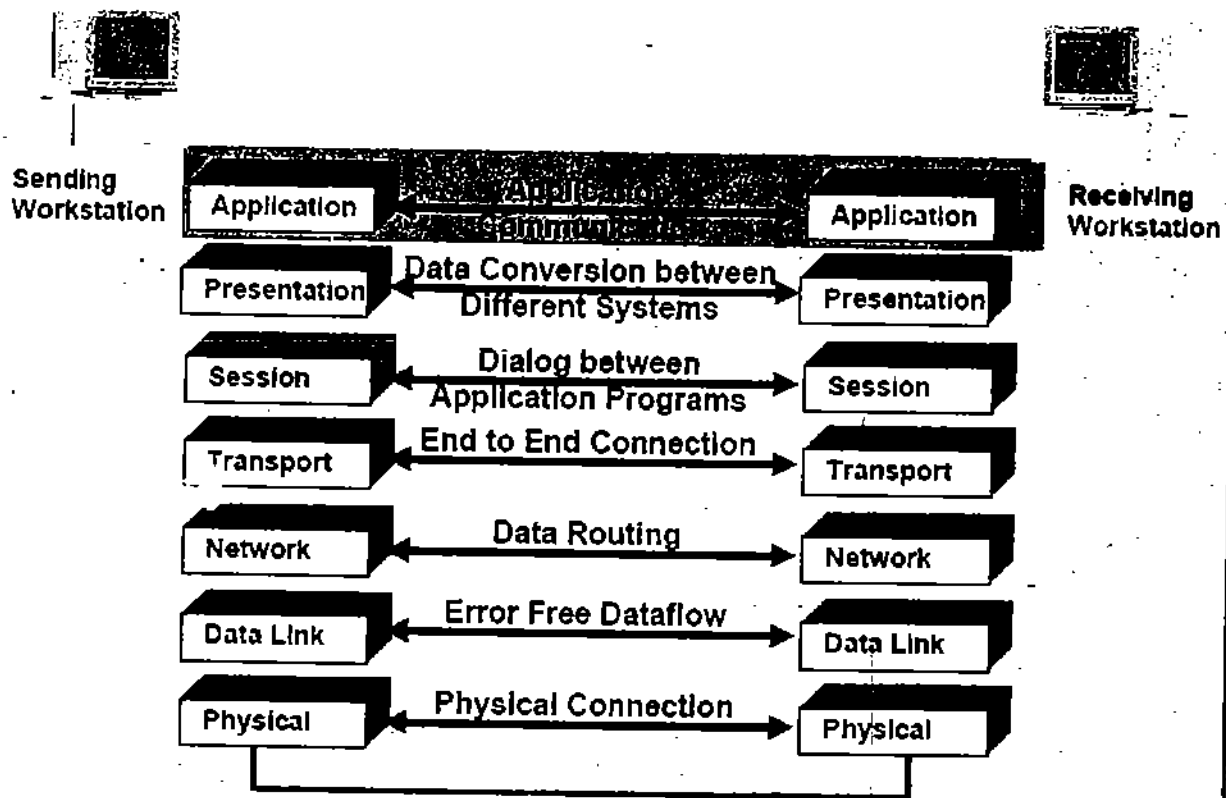 Sending
Workstation
Receiving
Workstation
Application
Application
Communication
Application
Presentation
Data Conversion between
Different Systems
Presentation
Session
Dialog between
Application Programs
Session
Transport
End to End Connection
Transport
Network
Data Routing
Network
Data Link
Error Free Dataflow
Data Link
Physical
Physical Connection
Physical